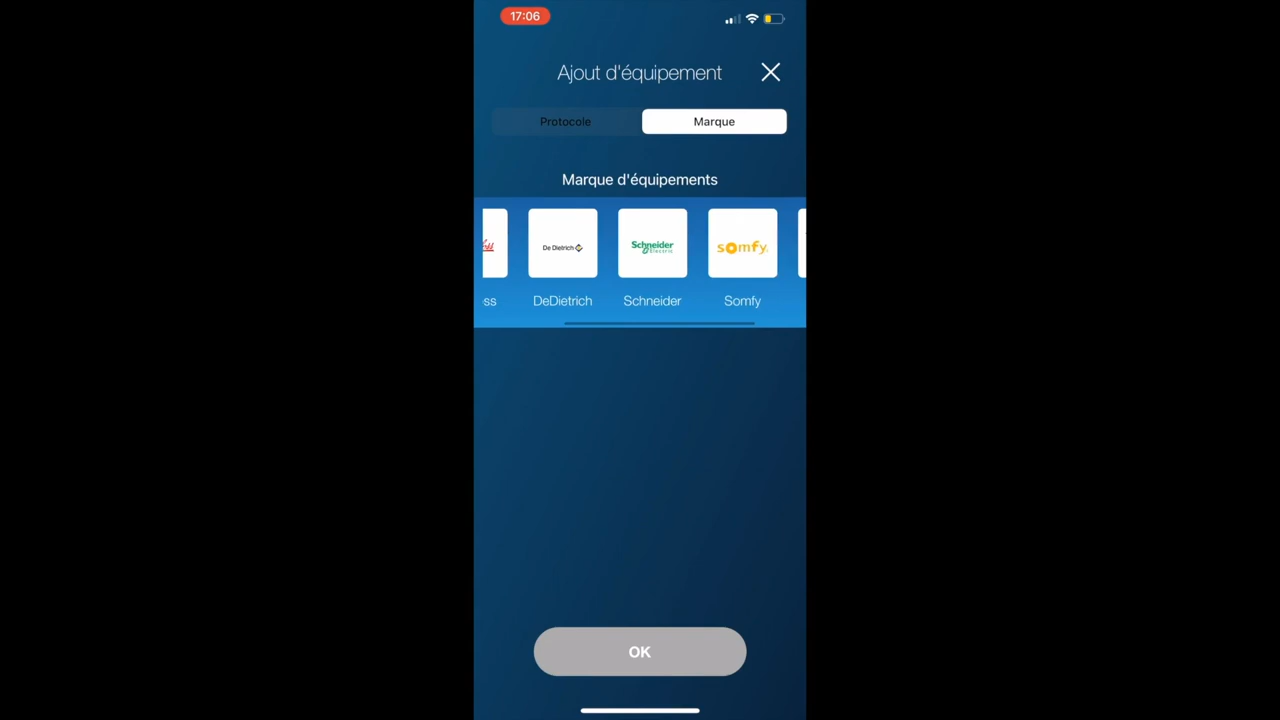 17:06
Ajout d'équipement
Protocole
Marque
Marque d'équipements
De Dietrich
Schneider
Electric
somfy.
ss
DeDietrich
Schneider
Somfy
OK